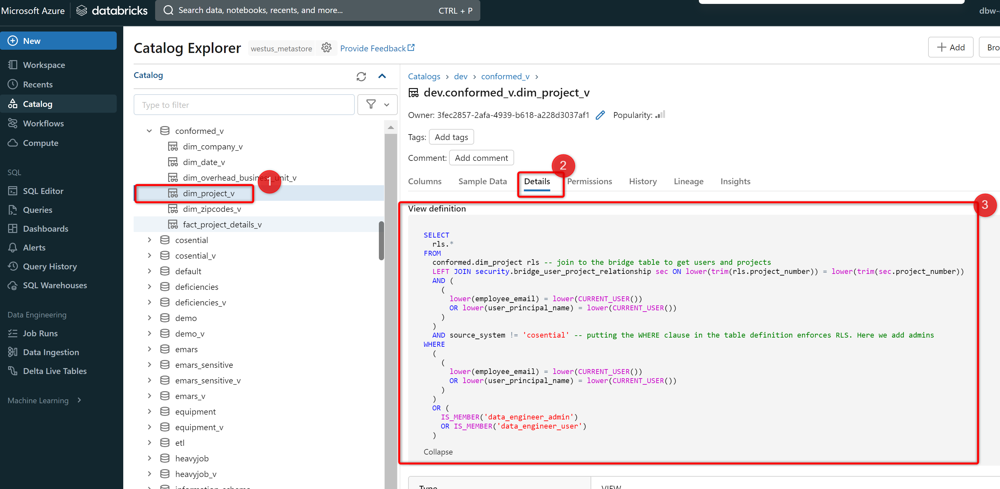 Microsoft Azure databricks Search data, notebooks, recents, and more... CTRL + P dbw-
New
Workspace
Recents
Catalog
Workflows
Compute
SQL
SQL Editor
Queries
Dashboards
Alerts
Query History
SQL Warehouses
Data Engineering
Job Runs
Data Ingestion
Delta Live Tables
Machine Learning
Catalog Explorer westus_metastore Provide Feedback
+ Add
Bro
Catalog
Type to filter
conformed_v
dim_company_v
dim_date_v
dim_overhead_business_unit_v
1
dim_project_v
dim_zipcodes_v
fact_project_details_v
cosential
cosential_v
default
deficiencies
deficiencies_v
demo
demo_v
emars
emars_sensitive
emars_sensitive_v
emars_v
equipment
equipment_v
etl
heavyjob
heavyjob_v
information_schema
Catalogs > dev > conformed_v >
dev.conformed_v.dim_project_v
Owner: 3fec2857-2afa-4939-b618-a228d3037af1 Popularity:
Tags: Add tags
Comment: Add comment
2
Columns Sample Data Details Permissions History Lineage Insights
3
View definition
SELECT
rls.*
FROM
conformed.dim_project rls -- join to the bridge table to get users and projects
LEFT JOIN security.bridge_user_project_relationship sec ON lower(trim(rls.project_number)) = lower(trim(sec.project_number))
AND (
(
lower(employee_email) = lower(CURRENT_USER())
OR lower(user_principal_name) = lower(CURRENT_USER())
)
)
AND source_system != 'cosential' -- putting the WHERE clause in the table definition enforces RLS. Here we add admins
WHERE
(
(
lower(employee_email) = lower(CURRENT_USER())
OR lower(user_principal_name) = lower(CURRENT_USER())
)
)
OR (
IS_MEMBER('data_engineer_admin')
OR IS_MEMBER('data_engineer_user')
)
Collapse
Type VIEW